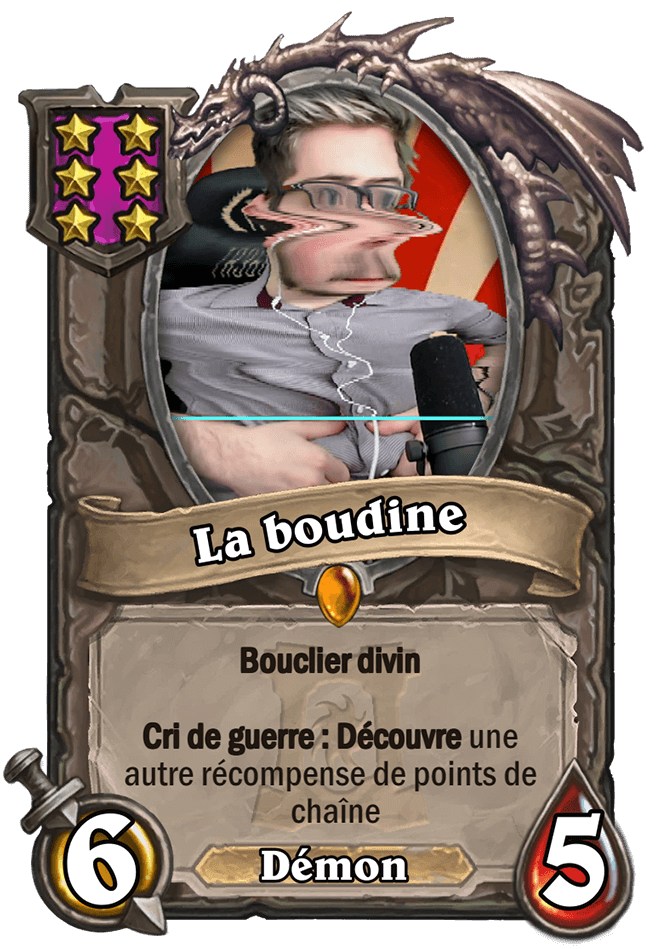 La boudine
Bouclier divin
Cri de guerre : Découvre une
autre récompense de points de
chaîne
6
Démon
5